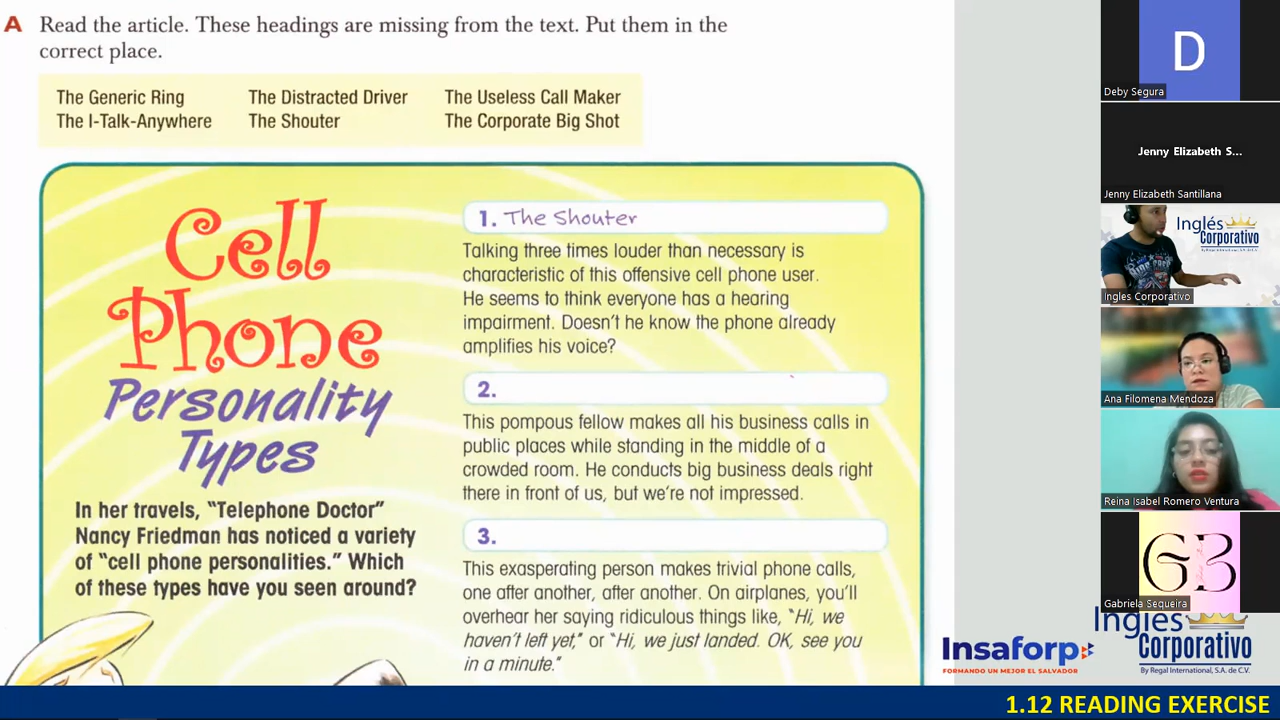 A Read the article. These headings are missing from the text. Put them in the
correct place.
The Generic Ring The Distracted Driver The Useless Call Maker
The I-Talk-Anywhere The Shouter The Corporate Big Shot
Cell
Phone
Personality
Types
In her travels, “Telephone Doctor”
Nancy Friedman has noticed a variety
of “cell phone personalities.” Which
of these types have you seen around?
1. The Shouter
Talking three times louder than necessary is
characteristic of this offensive cell phone user.
He seems to think everyone has a hearing
impairment. Doesn’t he know the phone already
amplifies his voice?
2.
This pompous fellow makes all his business calls in
public places while standing in the middle of a
crowded room. He conducts big business deals right
there in front of us, but we’re not impressed.
3.
This exasperating person makes trivial phone calls,
one after another, after another. On airplanes, you’ll
overhear her saying ridiculous things like, “Hi, we
haven’t left yet,” or “Hi, we just landed. OK, see you
in a minute.”
D
Deby Segura
Jenny Elizabeth S...
Jenny Elizabeth Santillana
Inglés
Corporativo
By Regal International, S.A. de C.V.
Ingles Corporativo
Ana Filomena Mendoza
Reina Isabel Romero Ventura
GB
Gabriela Sequeira
Insaforp
FORMANDO UN MEJOR EL SALVADOR
Inglés
Corporativo
By Regal International, S.A. de C.V.
1.12 READING EXERCISE